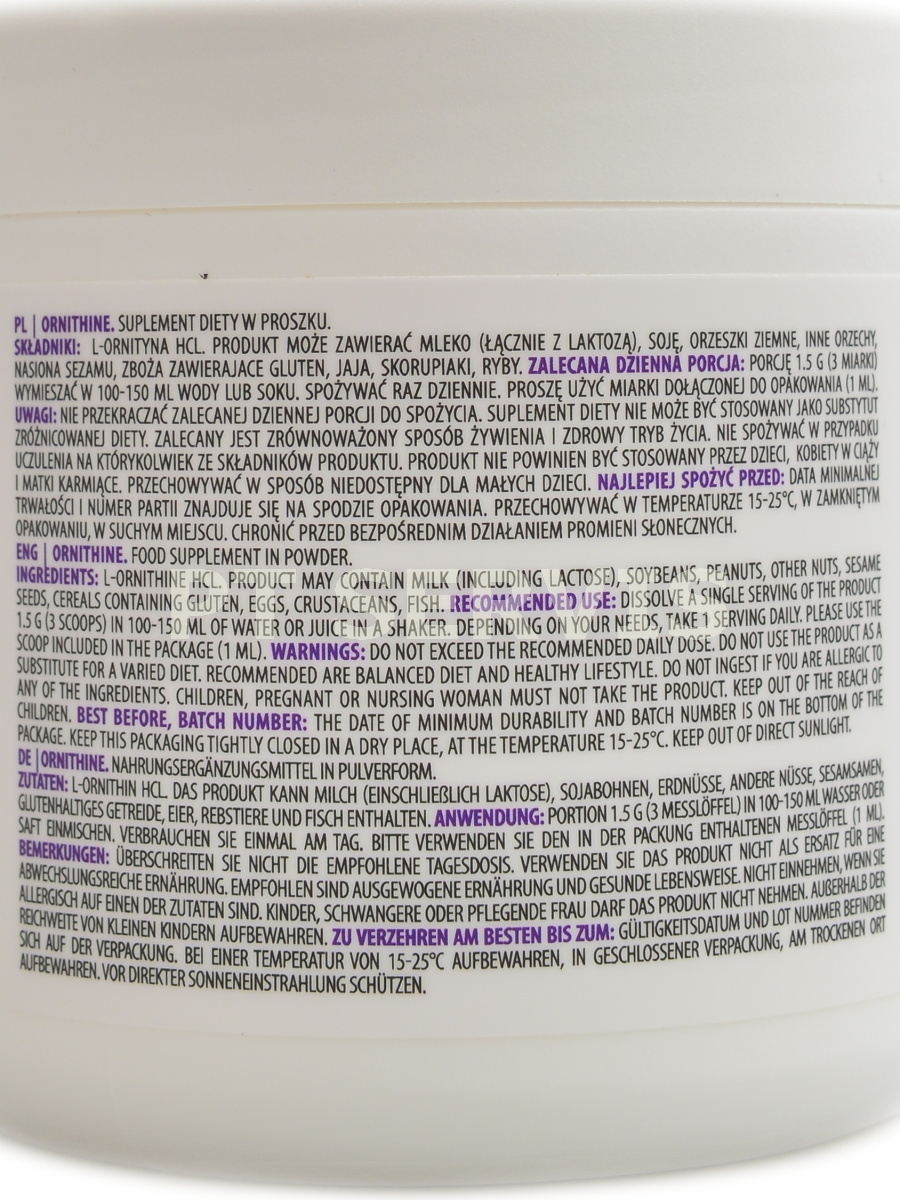 PL | ORNITHINE. SUPLEMENT DIETY W PROSZKU.
SKŁADNIKI: L-ORNITYNA HCL. PRODUKT MOŻE ZAWIERAĆ MLEKO (ŁĄCZNIE Z LAKTOZĄ), SOJĘ, ORZESZKI ZIEMNE, INNE ORZECHY,
NASIONA SEZAMU, ZBOŻA ZAWIERAJACE GLUTEN, JAJA, SKORUPIAKI, RYBY. ZALECANA DZIENNA PORCJA: PORCJĘ 1.5 G (3 MIARKI)
WYMIESZAĆ W 100-150 ML WODY LUB SOKU. SPOŻYWAĆ RAZ DZIENNIE. PROSZĘ UŻYĆ MIARKI DOŁĄCZONEJ DO OPAKOWANIA (1 ML).
UWAGI: NIE PRZEKRACZAĆ ZALECANEJ DZIENNEJ PORCJI DO SPOŻYCIA. SUPLEMENT DIETY NIE MOŻE BYĆ STOSOWANY JAKO SUBSTYTUT
ZRÓŻNICOWANEJ DIETY. ZALECANY JEST ZRÓWNOWAŻONY SPOSÓB ŻYWIENIA I ZDROWY TRYB ŻYCIA. NIE SPOŻYWAĆ W PRZYPADKU
UCZULENIA NA KTÓRYKOLWIEK ZE SKŁADNIKÓW PRODUKTU. PRODUKT NIE POWINIEN BYĆ STOSOWANY PRZEZ DZIECI, KOBIETY W CIĄŻY
I MATKI KARMIĄCE. PRZECHOWYWAĆ W SPOSÓB NIEDOSTĘPNY DLA MAŁYCH DZIECI. NAJLEPIEJ SPOŻYĆ PRZED: DATA MINIMALNEJ
TRWAŁOŚCI I NUMER PARTII ZNAJDUJE SIĘ NA SPODZIE OPAKOWANIA. PRZECHOWYWAĆ W TEMPERATURZE 15-25°C, W ZAMKNIĘTYM
OPAKOWANIU, W SUCHYM MIEJSCU. CHRONIĆ PRZED BEZPOŚREDNIM DZIAŁANIEM PROMIENI SŁONECZNYCH.
ENG | ORNITHINE. FOOD SUPPLEMENT IN POWDER.
INGREDIENTS: L-ORNITHINE HCL. PRODUCT MAY CONTAIN MILK (INCLUDING LACTOSE), SOYBEANS, PEANUTS, OTHER NUTS, SESAME
SEEDS, CEREALS CONTAINING GLUTEN, EGGS, CRUSTACEANS, FISH. RECOMMENDED USE: DISSOLVE A SINGLE SERVING OF THE PRODUCT
1.5 G (3 SCOOPS) IN 100-150 ML OF WATER OR JUICE IN A SHAKER. DEPENDING ON YOUR NEEDS, TAKE 1 SERVING DAILY. PLEASE USE THE
SCOOP INCLUDED IN THE PACKAGE (1 ML). WARNINGS: DO NOT EXCEED THE RECOMMENDED DAILY DOSE. DO NOT USE THE PRODUCT AS A
SUBSTITUTE FOR A VARIED DIET. RECOMMENDED ARE BALANCED DIET AND HEALTHY LIFESTYLE. DO NOT INGEST IF YOU ARE ALLERGIC TO
ANY OF THE INGREDIENTS. CHILDREN, PREGNANT OR NURSING WOMAN MUST NOT TAKE THE PRODUCT. KEEP OUT OF THE REACH OF
CHILDREN. BEST BEFORE, BATCH NUMBER: THE DATE OF MINIMUM DURABILITY AND BATCH NUMBER IS ON THE BOTTOM OF THE
PACKAGE. KEEP THIS PACKAGING TIGHTLY CLOSED IN A DRY PLACE, AT THE TEMPERATURE 15-25°C. KEEP OUT OF DIRECT SUNLIGHT.
DE | ORNITHINE. NAHRUNGSERGÄNZUNGSMITTEL IN PULVERFORM.
ZUTATEN: L-ORNITHIN HCL. DAS PRODUKT KANN MILCH (EINSCHLIEßLICH LAKTOSE), SOJABOHNEN, ERDNÜSSE, ANDERE NÜSSE, SESAMSAMEN,
GLUTENHALTIGES GETREIDE, EIER, REBSTIERE UND FISCH ENTHALTEN. ANWENDUNG: PORTION 1.5 G (3 MESSLÖFFEL) IN 100-150 ML WASSER ODER
SAFT EINMISCHEN. VERBRAUCHEN SIE EINMAL AM TAG. BITTE VERWENDEN SIE DEN IN DER PACKUNG ENTHALTENEN MESSLÖFFEL (1 ML).
BEMERKUNGEN: ÜBERSCHREITEN SIE NICHT DIE EMPFOHLENE TAGESDOSIS. VERWENDEN SIE DAS PRODUKT NICHT ALS ERSATZ FÜR EINE
ABWECHSLUNGSREICHE ERNÄHRUNG. EMPFOHLEN SIND AUSGEWOGENE ERNÄHRUNG UND GESUNDE LEBENSWEISE. NICHT EINNEHMEN, WENN SIE
ALLERGISCH AUF EINEN DER ZUTATEN SIND. KINDER, SCHWANGERE ODER PFLEGENDE FRAU DARF DAS PRODUKT NICHT NEHMEN. AUßERHALB DER
REICHWEITE VON KLEINEN KINDERN AUFBEWAHREN. ZU VERZEHREN AM BESTEN BIS ZUM: GÜLTIGKEITSDATUM UND LOT NUMMER BEFINDEN
SICH AUF DER VERPACKUNG. BEI EINER TEMPERATUR VON 15-25°C AUFBEWAHREN, IN GESCHLOSSENER VERPACKUNG, AM TROCKENEN ORT
AUFBEWAHREN. VOR DIREKTER SONNENEINSTRAHLUNG SCHÜTZEN.